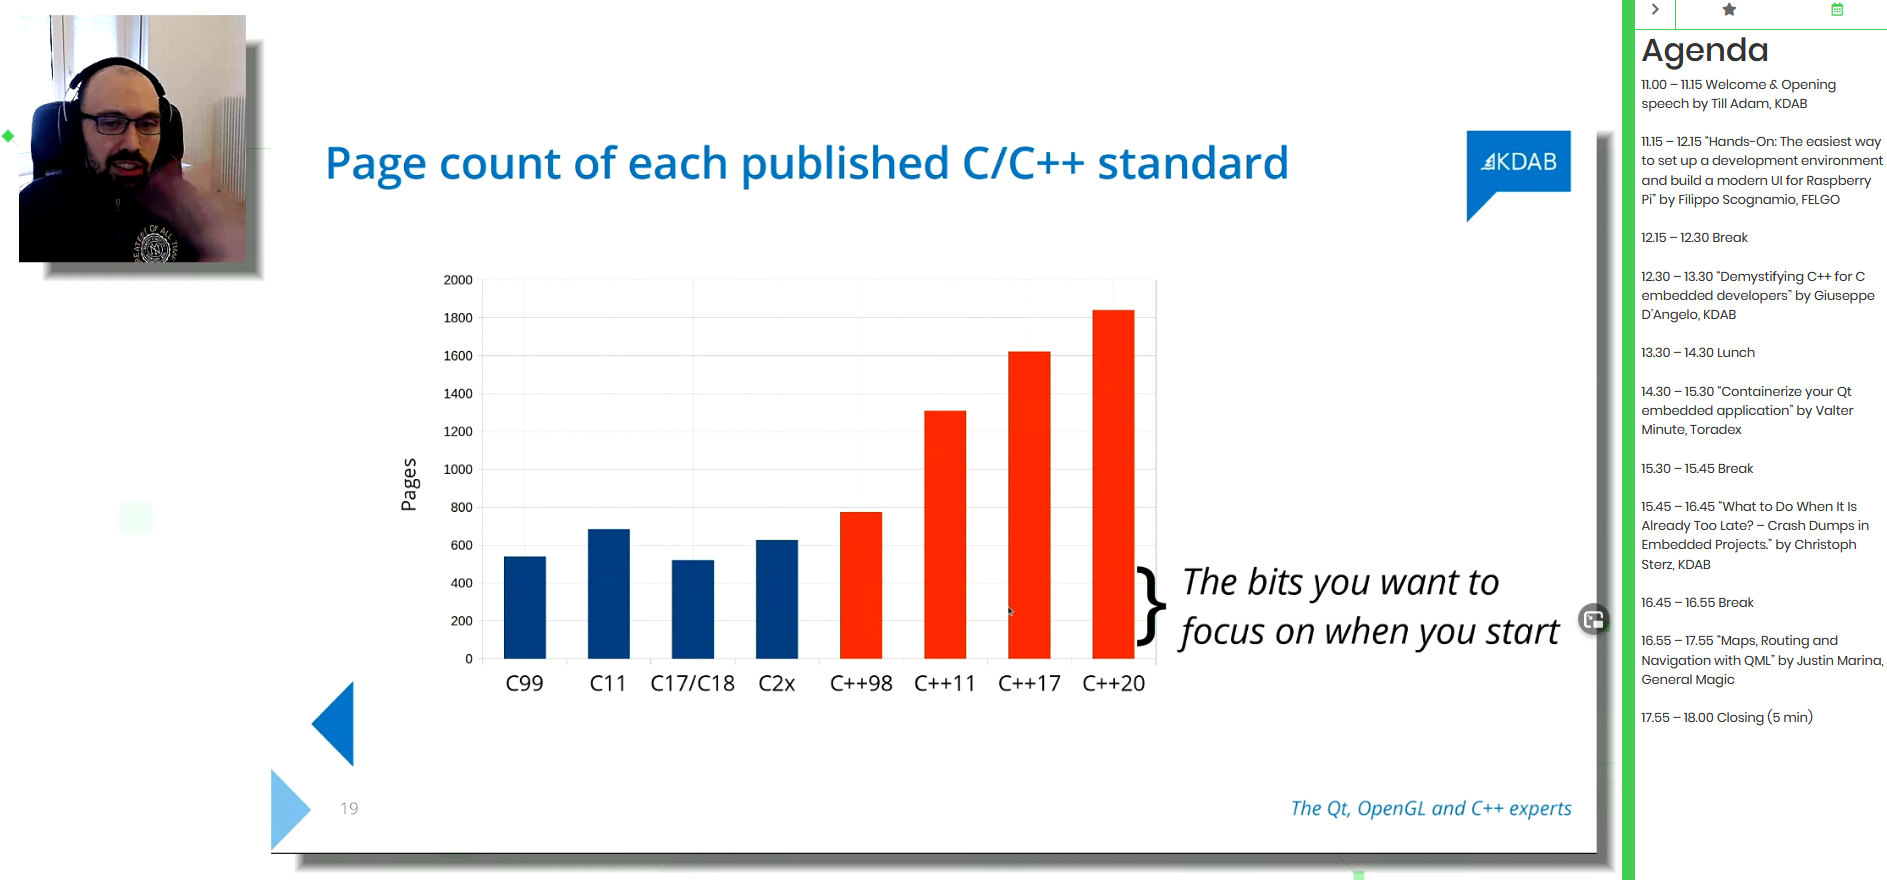 Page count of each published C/C++ standard
KDAB
2000
1800
1600
1400
1200
1000
800
600
400
200
0
Pages
C99
C11
C17/C18
C2x
C++98
C++11
C++17
C++20
The bits you want to
focus on when you start
19
The Qt, OpenGL and C++ experts
Agenda
11.00 – 11.15 Welcome & Opening
speech by Till Adam, KDAB
11.15 – 12.15 "Hands-On: The easiest way
to set up a development environment
and build a modern UI for Raspberry
Pi" by Filippo Scognamio, FELGO
12.15 – 12.30 Break
12.30 – 13.30 "Demystifying C++ for C
embedded developers" by Giuseppe
D'Angelo, KDAB
13.30 – 14.30 Lunch
14.30 – 15.30 "Containerize your Qt
embedded application" by Valter
Minute, Toradex
15.30 – 15.45 Break
15.45 – 16.45 "What to Do When It Is
Already Too Late? – Crash Dumps in
Embedded Projects." by Christoph
Sterz, KDAB
16.45 – 16.55 Break
16.55 – 17.55 "Maps, Routing and
Navigation with QML" by Justin Marina,
General Magic
17.55 – 18.00 Closing (5 min)